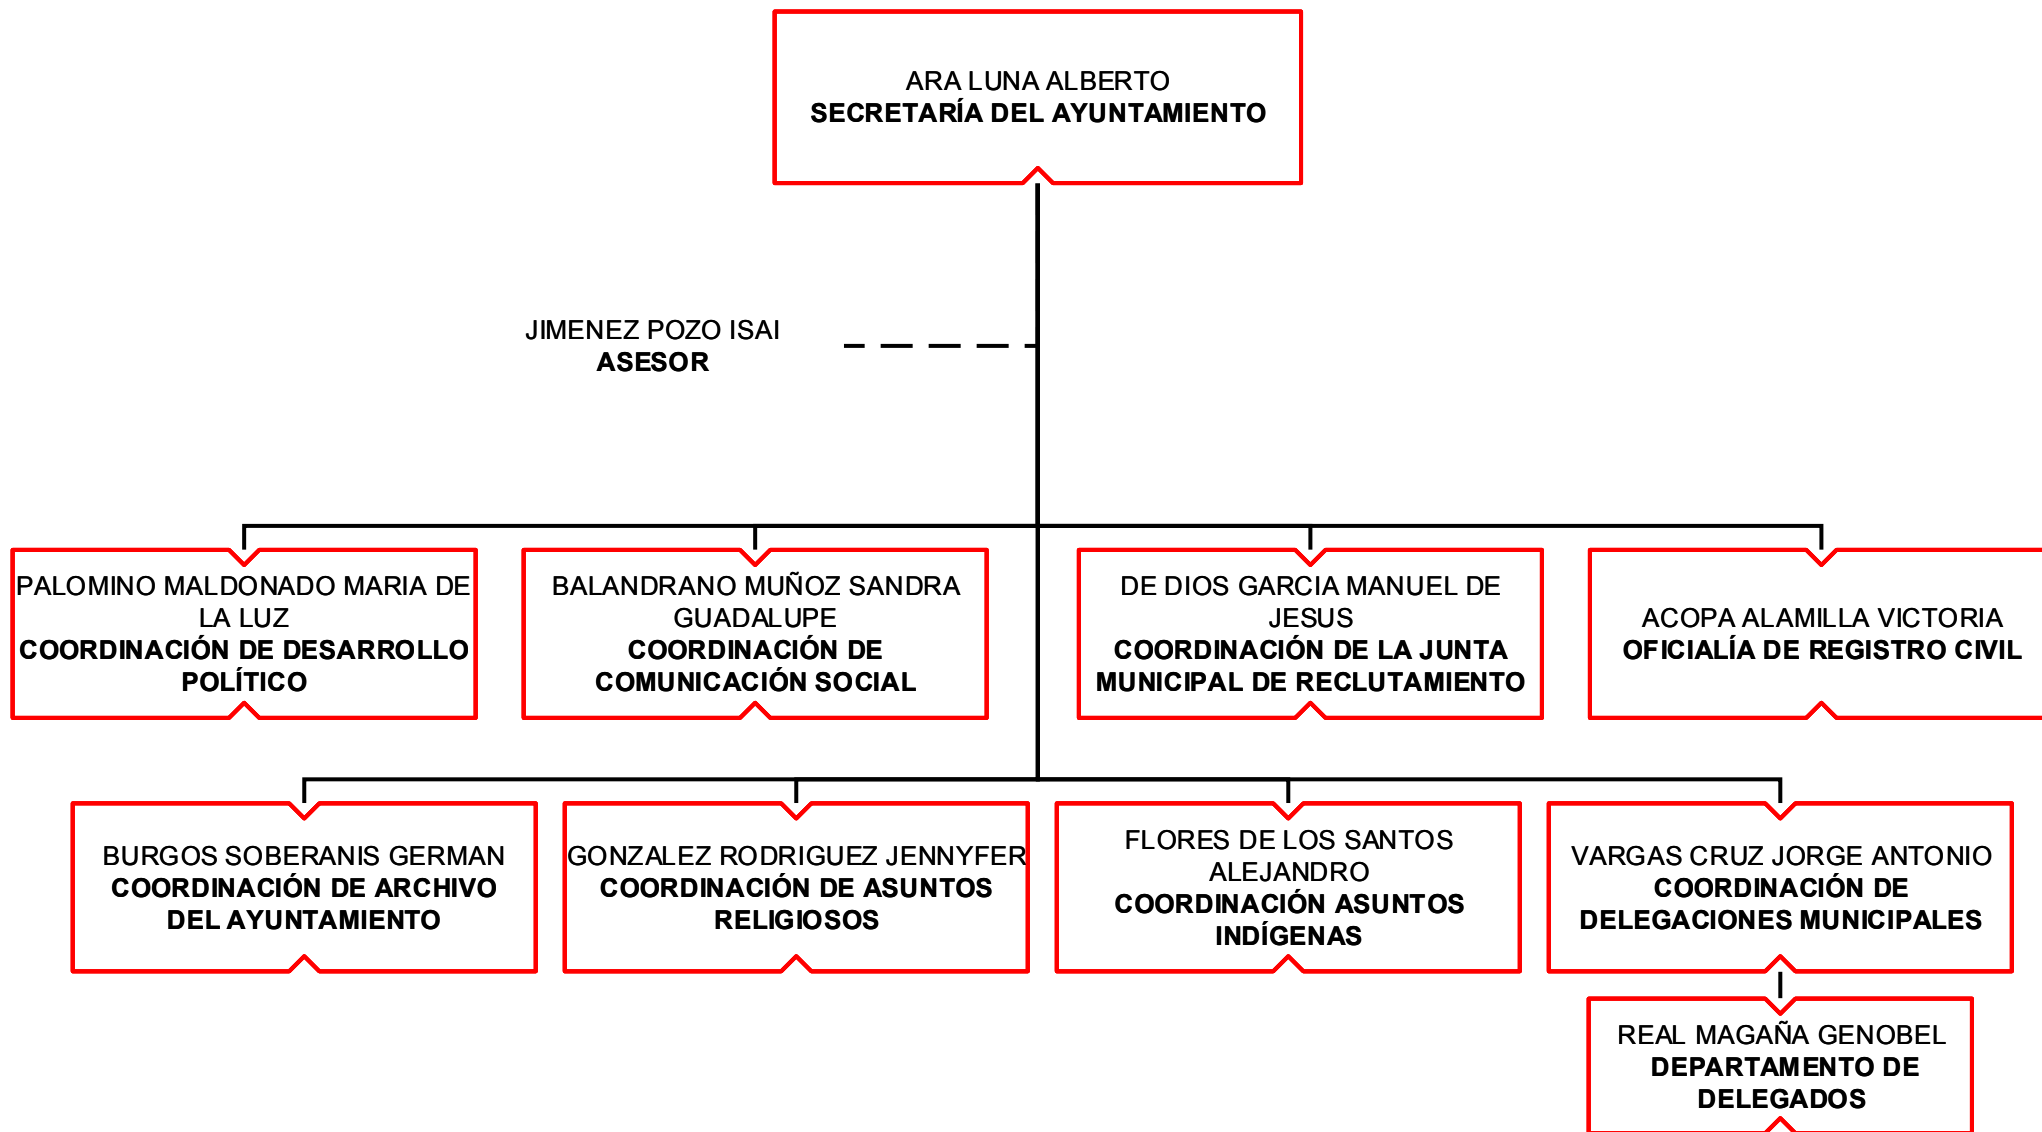 ARA LUNA ALBERTO
SECRETARÍA DEL AYUNTAMIENTO
JIMENEZ POZO ISAI
ASESOR
PALOMINO MALDONADO MARIA DE
LA LUZ
COORDINACIÓN DE DESARROLLO
POLÍTICO
BALANDRANO MUÑOZ SANDRA
GUADALUPE
COORDINACIÓN DE
COMUNICACIÓN SOCIAL
DE DIOS GARCIA MANUEL DE
JESUS
COORDINACIÓN DE LA JUNTA
MUNICIPAL DE RECLUTAMIENTO
ACOPA ALAMILLA VICTORIA
OFICIALÍA DE REGISTRO CIVIL
BURGOS SOBERANIS GERMAN
COORDINACIÓN DE ARCHIVO
DEL AYUNTAMIENTO
GONZALEZ RODRIGUEZ JENNYFER
COORDINACIÓN DE ASUNTOS
RELIGIOSOS
FLORES DE LOS SANTOS
ALEJANDRO
COORDINACIÓN ASUNTOS
INDÍGENAS
VARGAS CRUZ JORGE ANTONIO
COORDINACIÓN DE
DELEGACIONES MUNICIPALES
REAL MAGAÑA GENOBEL
DEPARTAMENTO DE
DELEGADOS